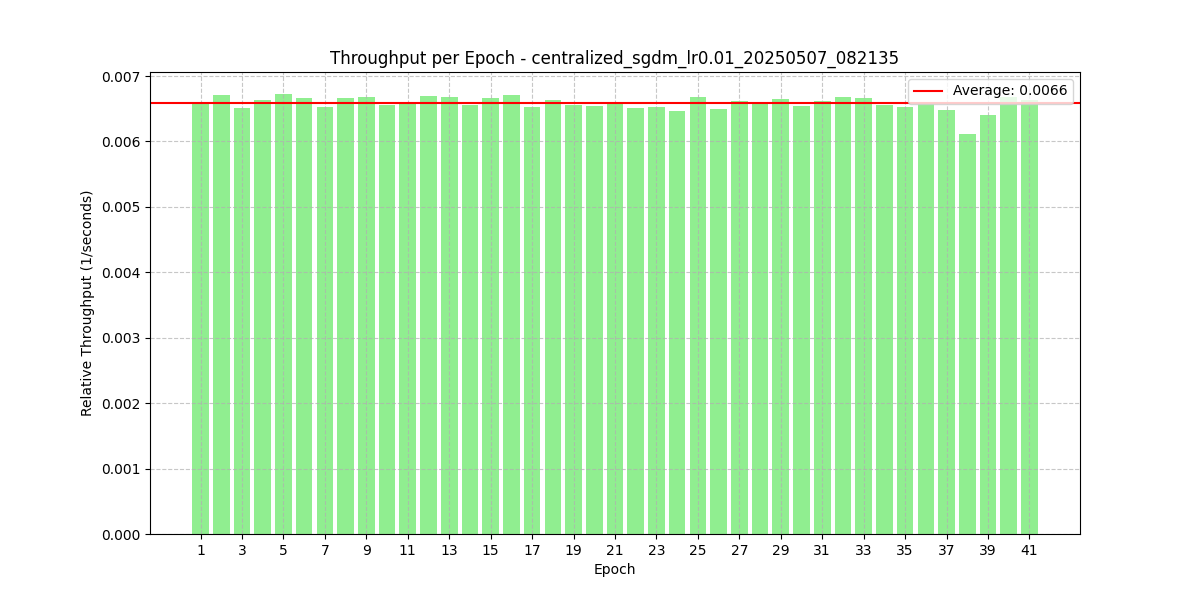 Throughput per Epoch - centralized_sgdm_lr0.01_20250507_082135
Average: 0.0066
Relative Throughput (1/seconds)
0.007
0.006
0.005
0.004
0.003
0.002
0.001
0.000
1 3 5 7 9 11 13 15 17 19 21 23 25 27 29 31 33 35 37 39 41
Epoch